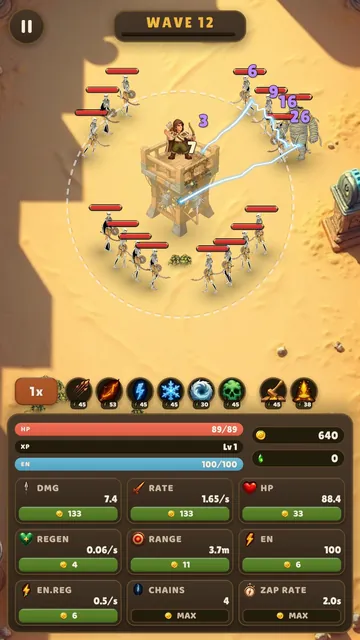 WAVE 12
6
9
16
26
3
7
1x
45
53
45
45
30
45
45
38
HP 89/89
640
XP Lv 1
0
EN 100/100
DMG RATE HP
7.4 1.65/s 88.4
133 133 33
REGEN RANGE EN
0.06/s 3.7m 100
4 11 6
EN.REG CHAINS ZAP RATE
0.5/s 4 2.0s
6 MAX MAX